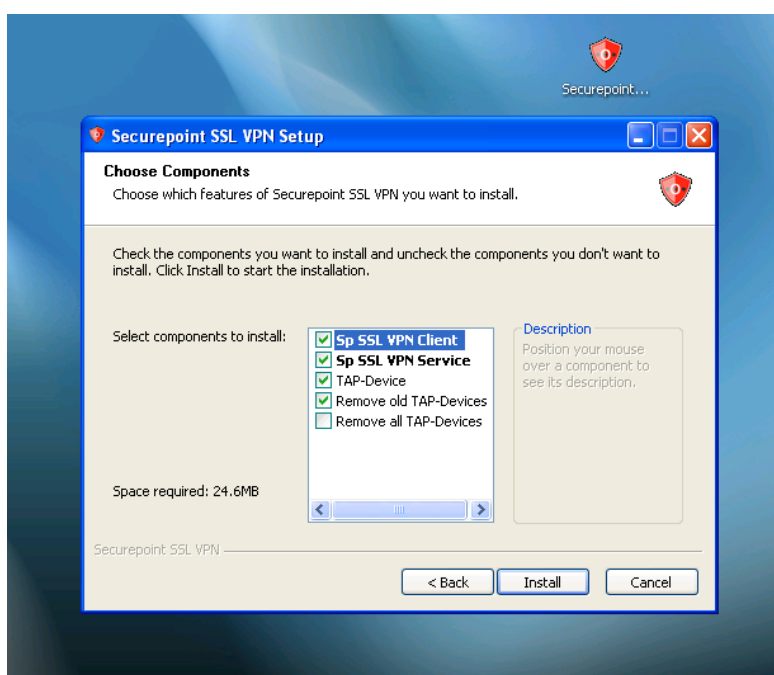 Securepoint...
Securepoint SSL VPN Setup
Choose Components
Choose which features of Securepoint SSL VPN you want to install.
Check the components you want to install and uncheck the components you don't want to
install. Click Install to start the installation.
Select components to install:
Sp SSL VPN Client
Sp SSL VPN Service
TAP-Device
Remove old TAP-Devices
Remove all TAP-Devices
Description
Position your mouse
over a component to
see its description.
Space required: 24.6MB
Securepoint SSL VPN
< Back
Install
Cancel